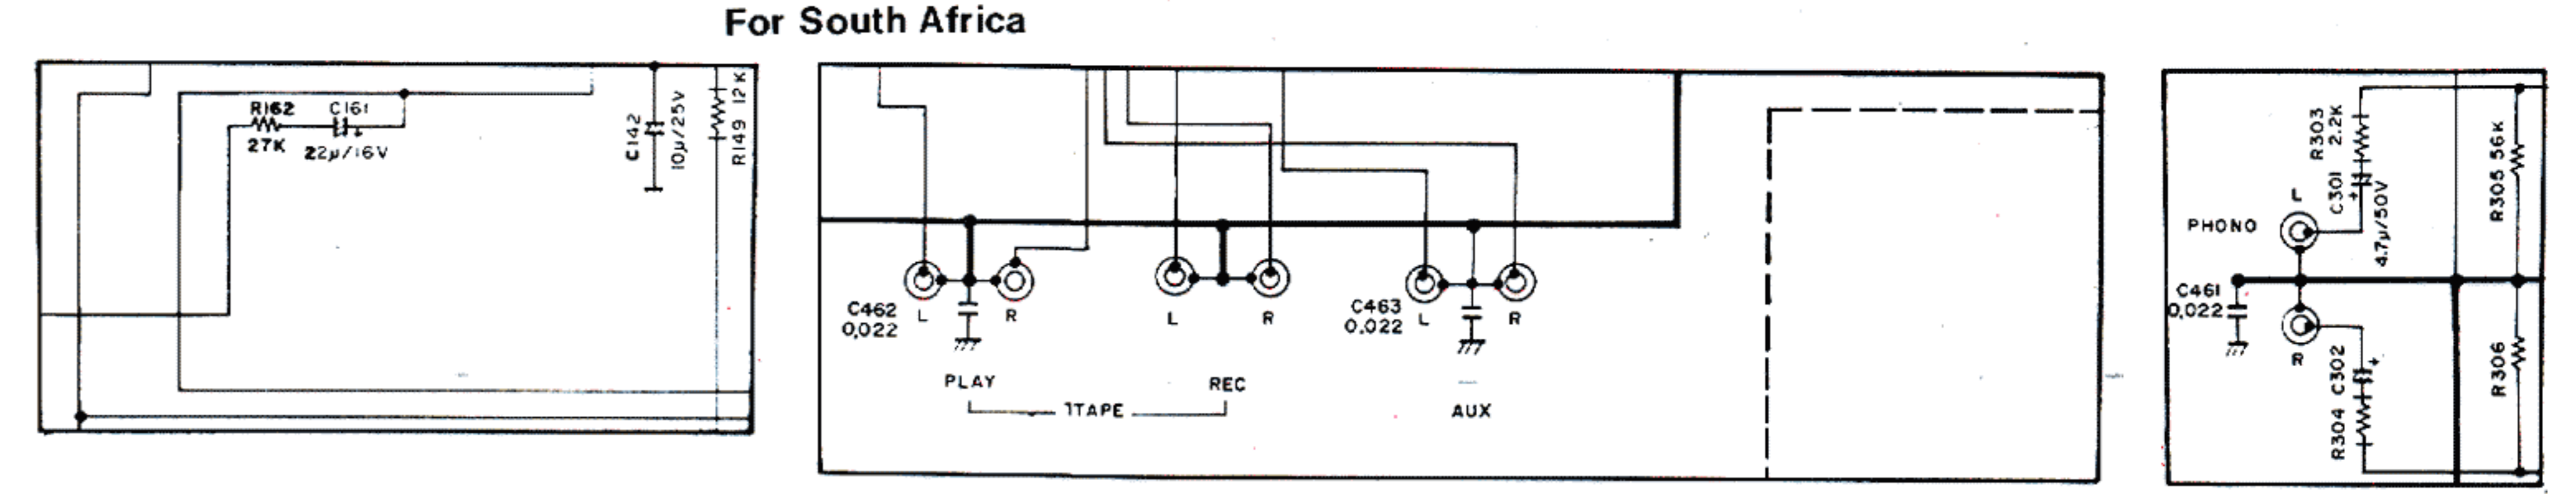 For South Africa
R162 C161
27K 22μ/16V
C142
10μ/25V
R149 12K
C462
0,022
L R
L R
C463
0.022
L R
PLAY
REC
TAPE
AUX
PHONO
L
C461
0,022
R
R303
2.2K
C301 +
4.7μ/50V
R305 56K
R304 C302 +
R306